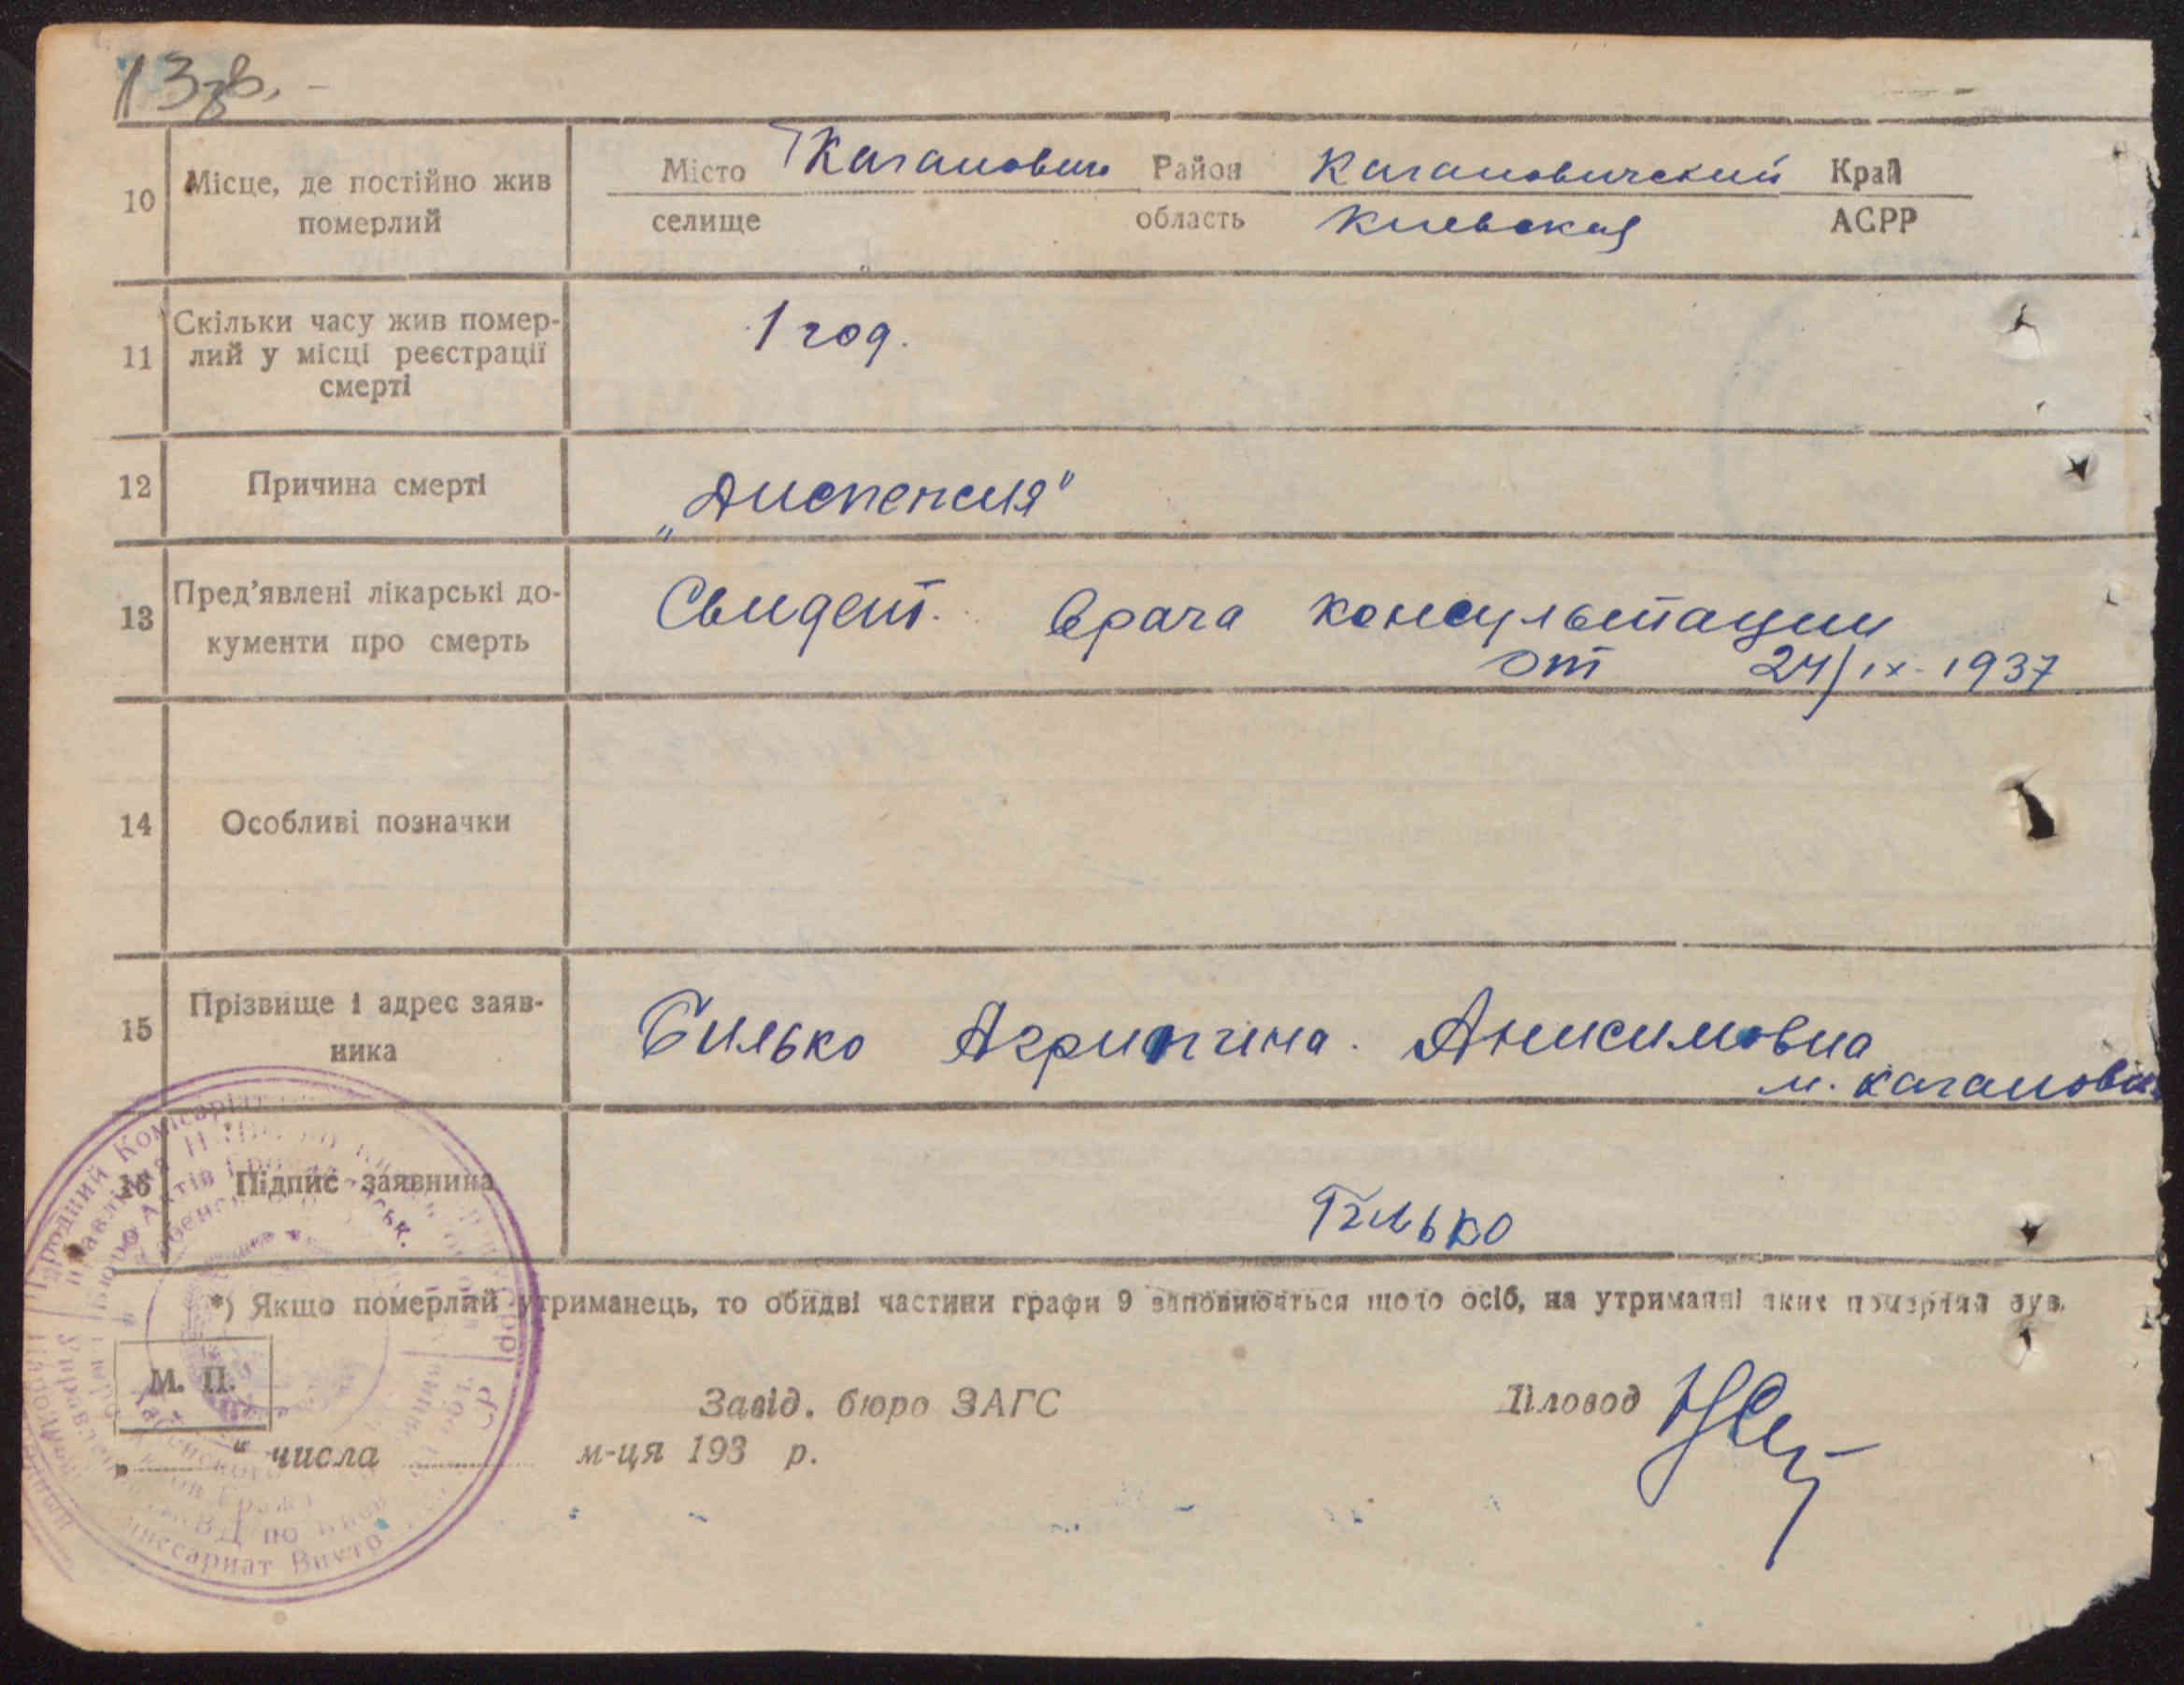 13зв.
10 Місце, де постійно жив померлий
Місто Каганович Район Кагановичский Край
селище область Киевская АСРР
11 Скільки часу жив помер-
лий у місці реєстрації
смерті
1 год.
12 Причина смерті
„Диспепсия"
13 Пред'явлені лікарські до-
кументи про смерть
Свидет. врача консультации
от 24/IX-1937
14 Особливі позначки
15 Прізвище і адрес заяв-
ника
Билько Агрипина Анисимовна
м. Каганович
16 Підпис заявника
Білько
*) Якщо померлий утриманець, то обидві частини графи 9 заповнюються щодо осіб, на утриманні яких померлий був.
М. П.
Завід. бюро ЗАГС Діловод
„ " числа м-ця 193 р.